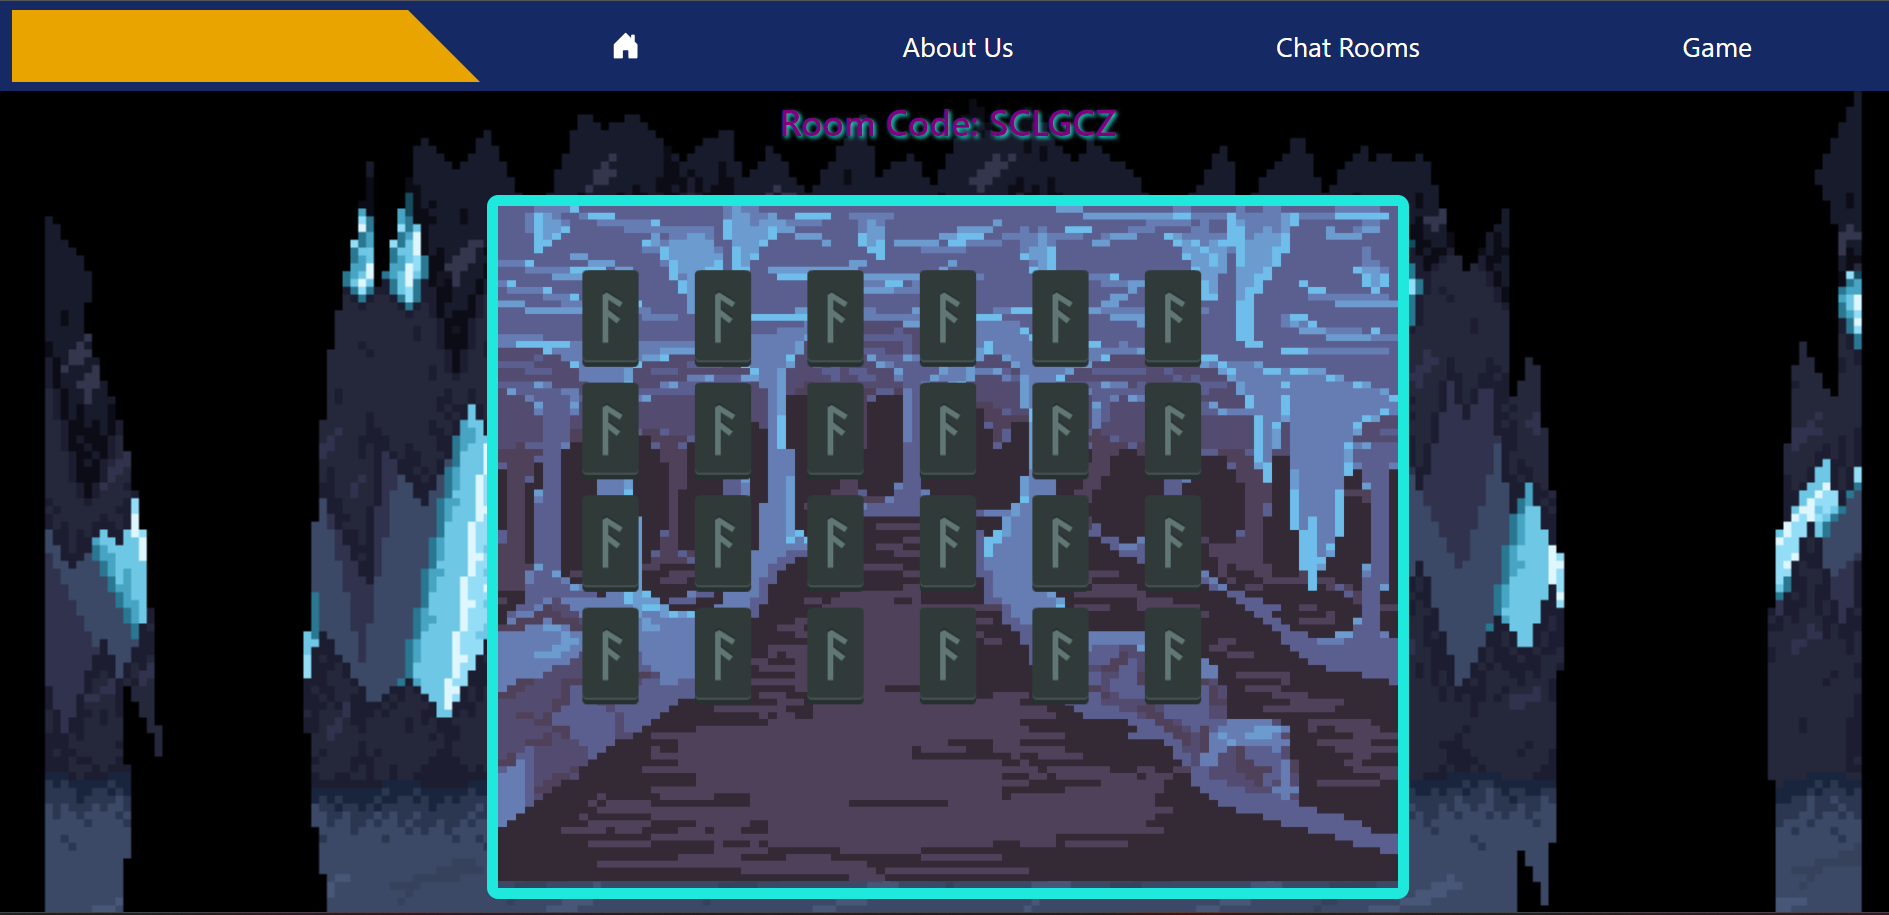 About Us
Chat Rooms
Game
Room Code: SCLGCZ
ᚩ ᚩ ᚩ ᚩ ᚩ ᚩ
ᚩ ᚩ ᚩ ᚩ ᚩ ᚩ
ᚩ ᚩ ᚩ ᚩ ᚩ ᚩ
ᚩ ᚩ ᚩ ᚩ ᚩ ᚩ